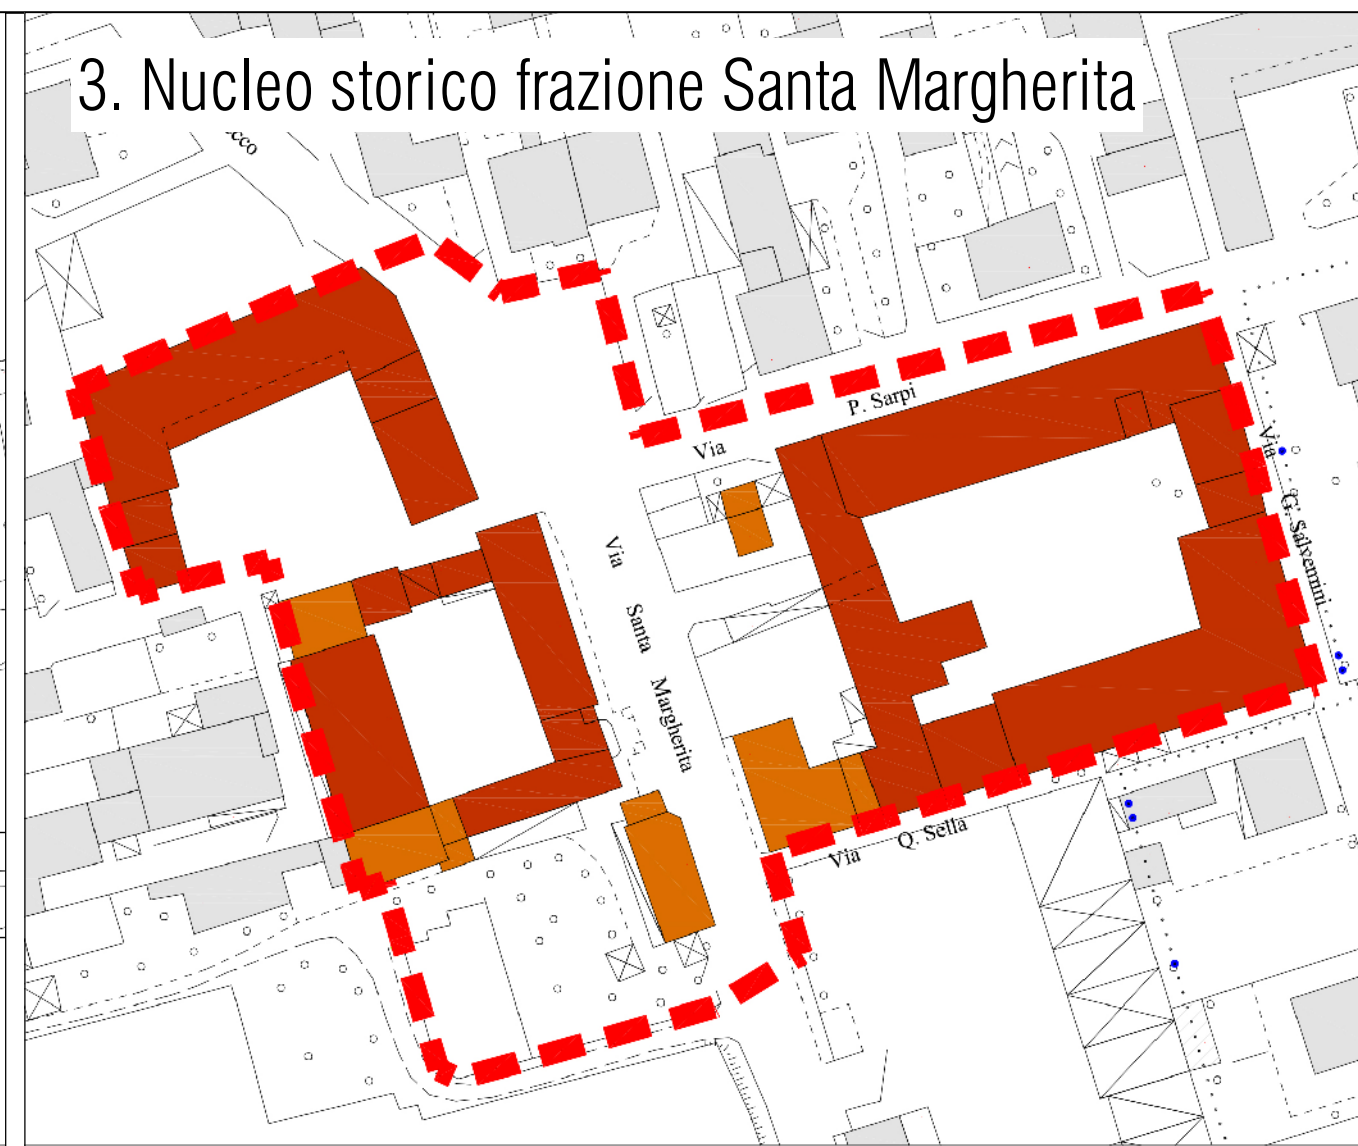 3. Nucleo storico frazione Santa Margherita
Via P. Sarpi
Via G. Salvemini
Via Santa Margherita
Via Q. Sella